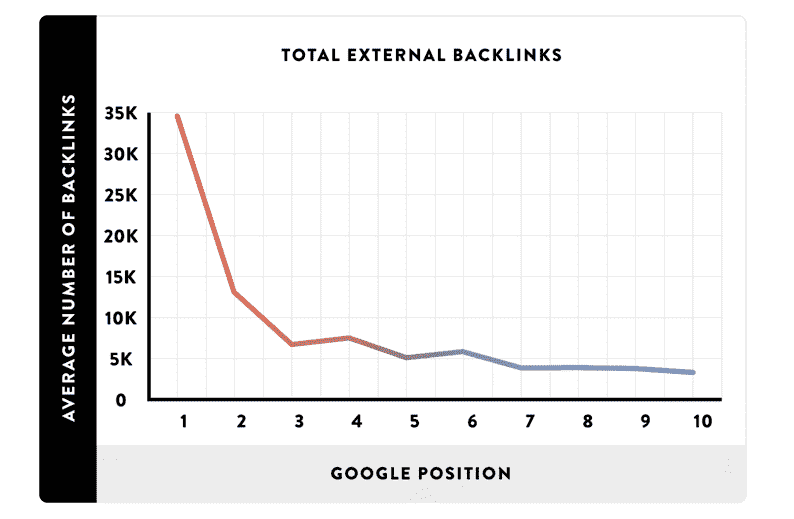 TOTAL EXTERNAL BACKLINKS
AVERAGE NUMBER OF BACKLINKS
35K
30K
25K
20K
15K
10K
5K
0
1 2 3 4 5 6 7 8 9 10
GOOGLE POSITION